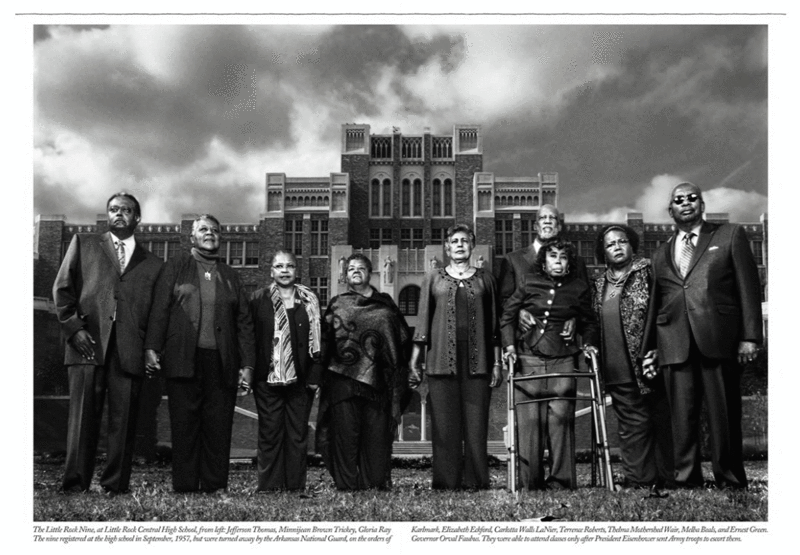 The Little Rock Nine, at Little Rock Central High School, from left: Jefferson Thomas, Minnijean Brown Trickey, Gloria Ray
Karlmark, Elizabeth Eckford, Carlotta Walls LaNier, Terrence Roberts, Thelma Mothershed Wair, Melba Beals, and Ernest Green.
The nine registered at the high school in September, 1957, but were turned away by the Arkansas National Guard, on the orders of
Governor Orval Faubus. They were able to attend classes only after President Eisenhower sent Army troops to escort them.